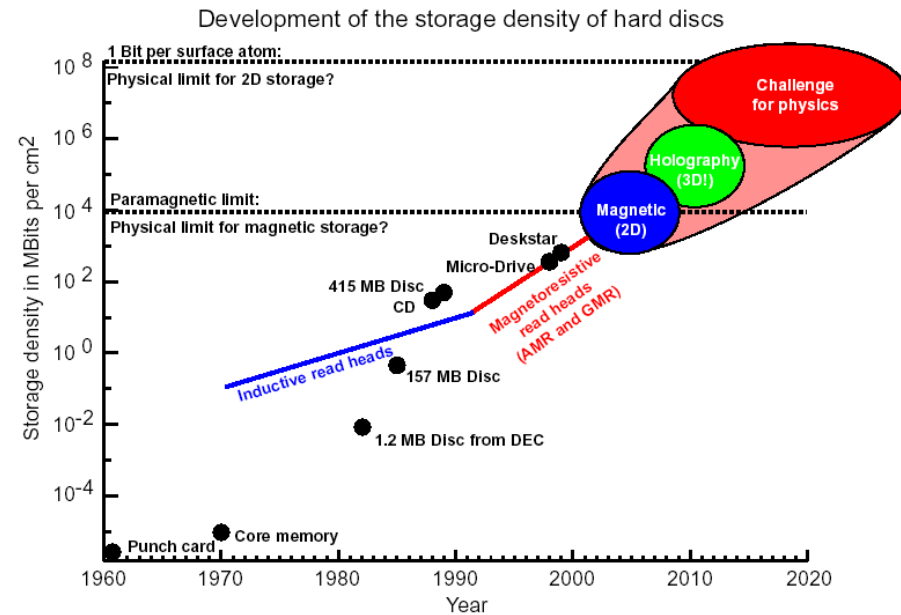 Development of the storage density of hard discs
1 Bit per surface atom:
10^8
Physical limit for 2D storage?
Challenge
for physics
10^6
Holography
(3D!)
Paramagnetic limit:
10^4
Magnetic
(2D)
Physical limit for magnetic storage?
Deskstar
Micro-Drive
10^2
415 MB Disc
CD
Magnetoresistive
read heads
(AMR and GMR)
10^0
Inductive read heads
157 MB Disc
10^-2
1.2 MB Disc from DEC
10^-4
Core memory
Punch card
Storage density in MBits per cm^2
1960 1970 1980 1990 2000 2010 2020
Year